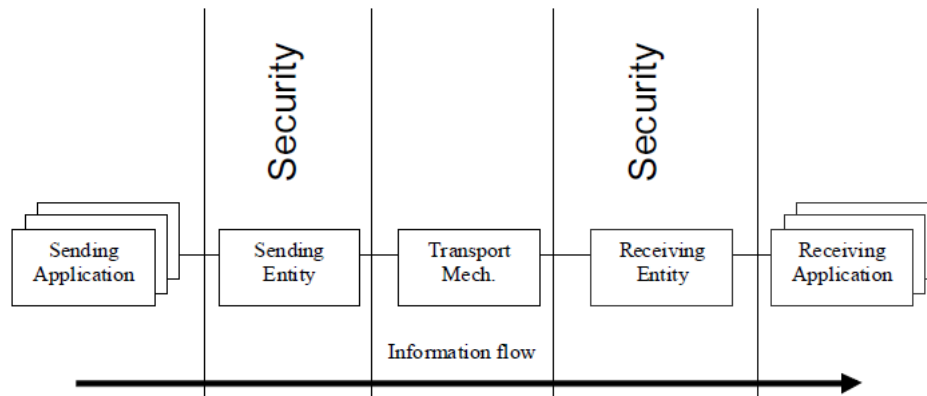 Security
Security
Sending
Application
Sending
Entity
Transport
Mech.
Receiving
Entity
Receiving
Application
Information flow